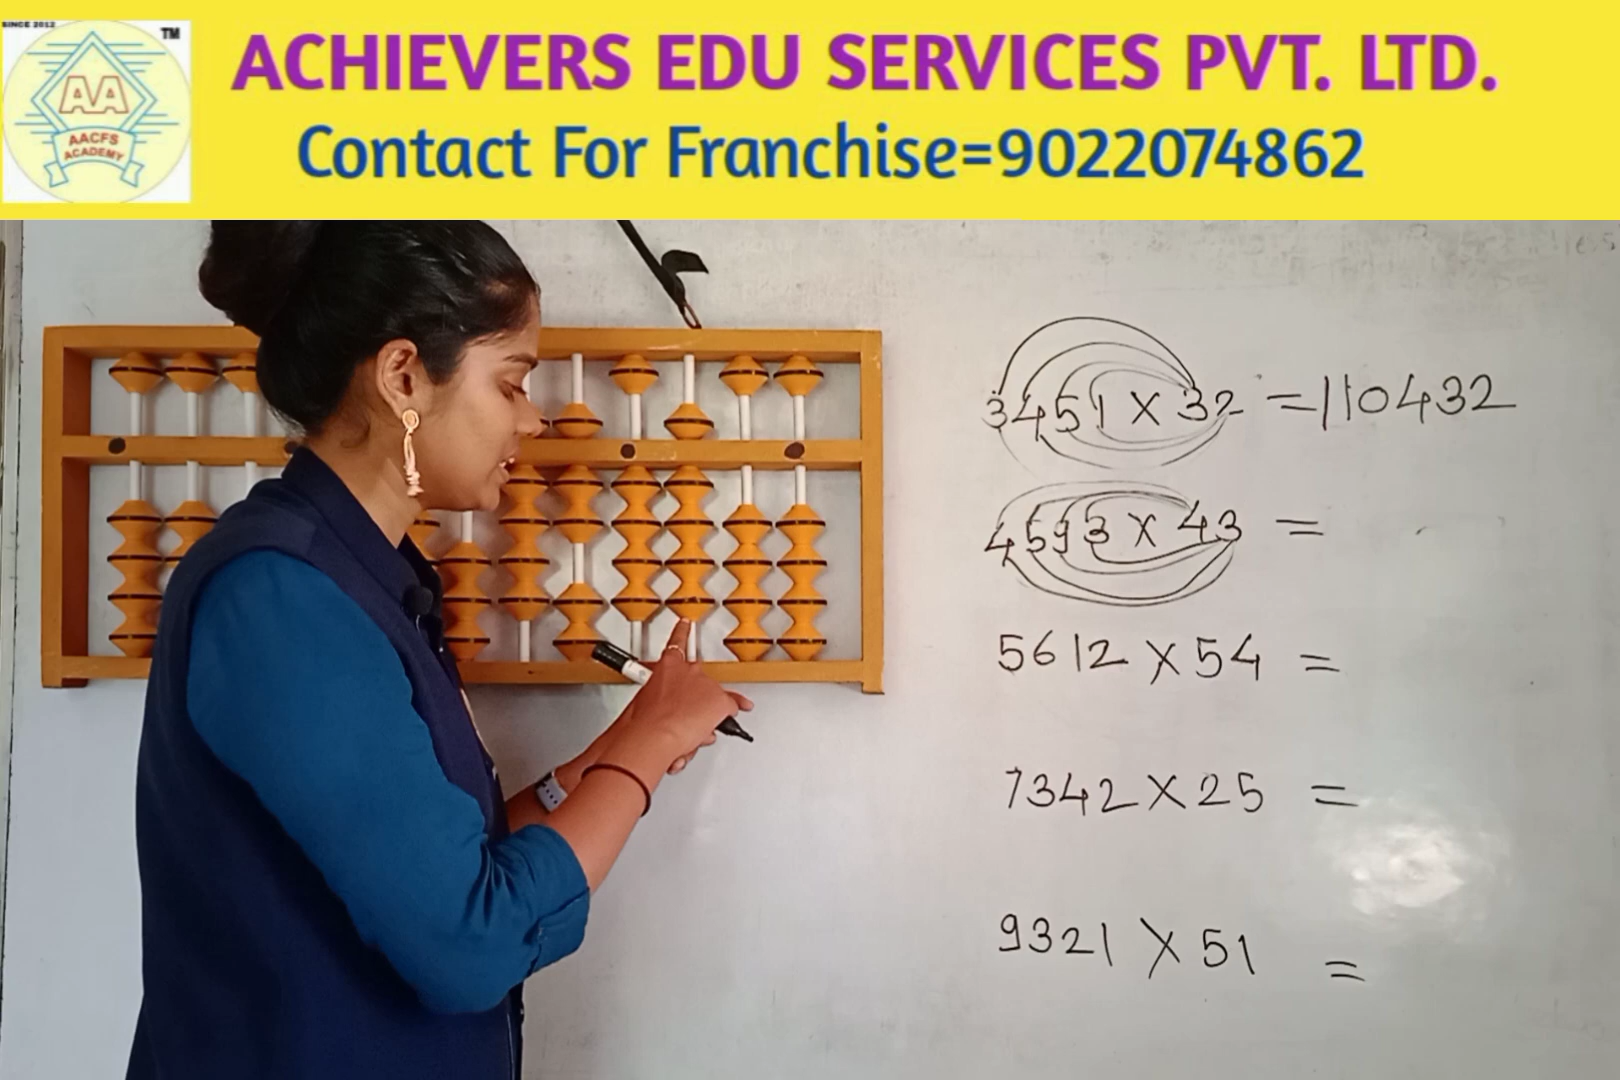 SINCE 2012
TM
AA
AACFS
ACADEMY
ACHIEVERS EDU SERVICES PVT. LTD.
Contact For Franchise=9022074862
3451 X 32 =110432
4593 X 43 =
5612 X 54 =
7342 X 25 =
9321 X 51 =